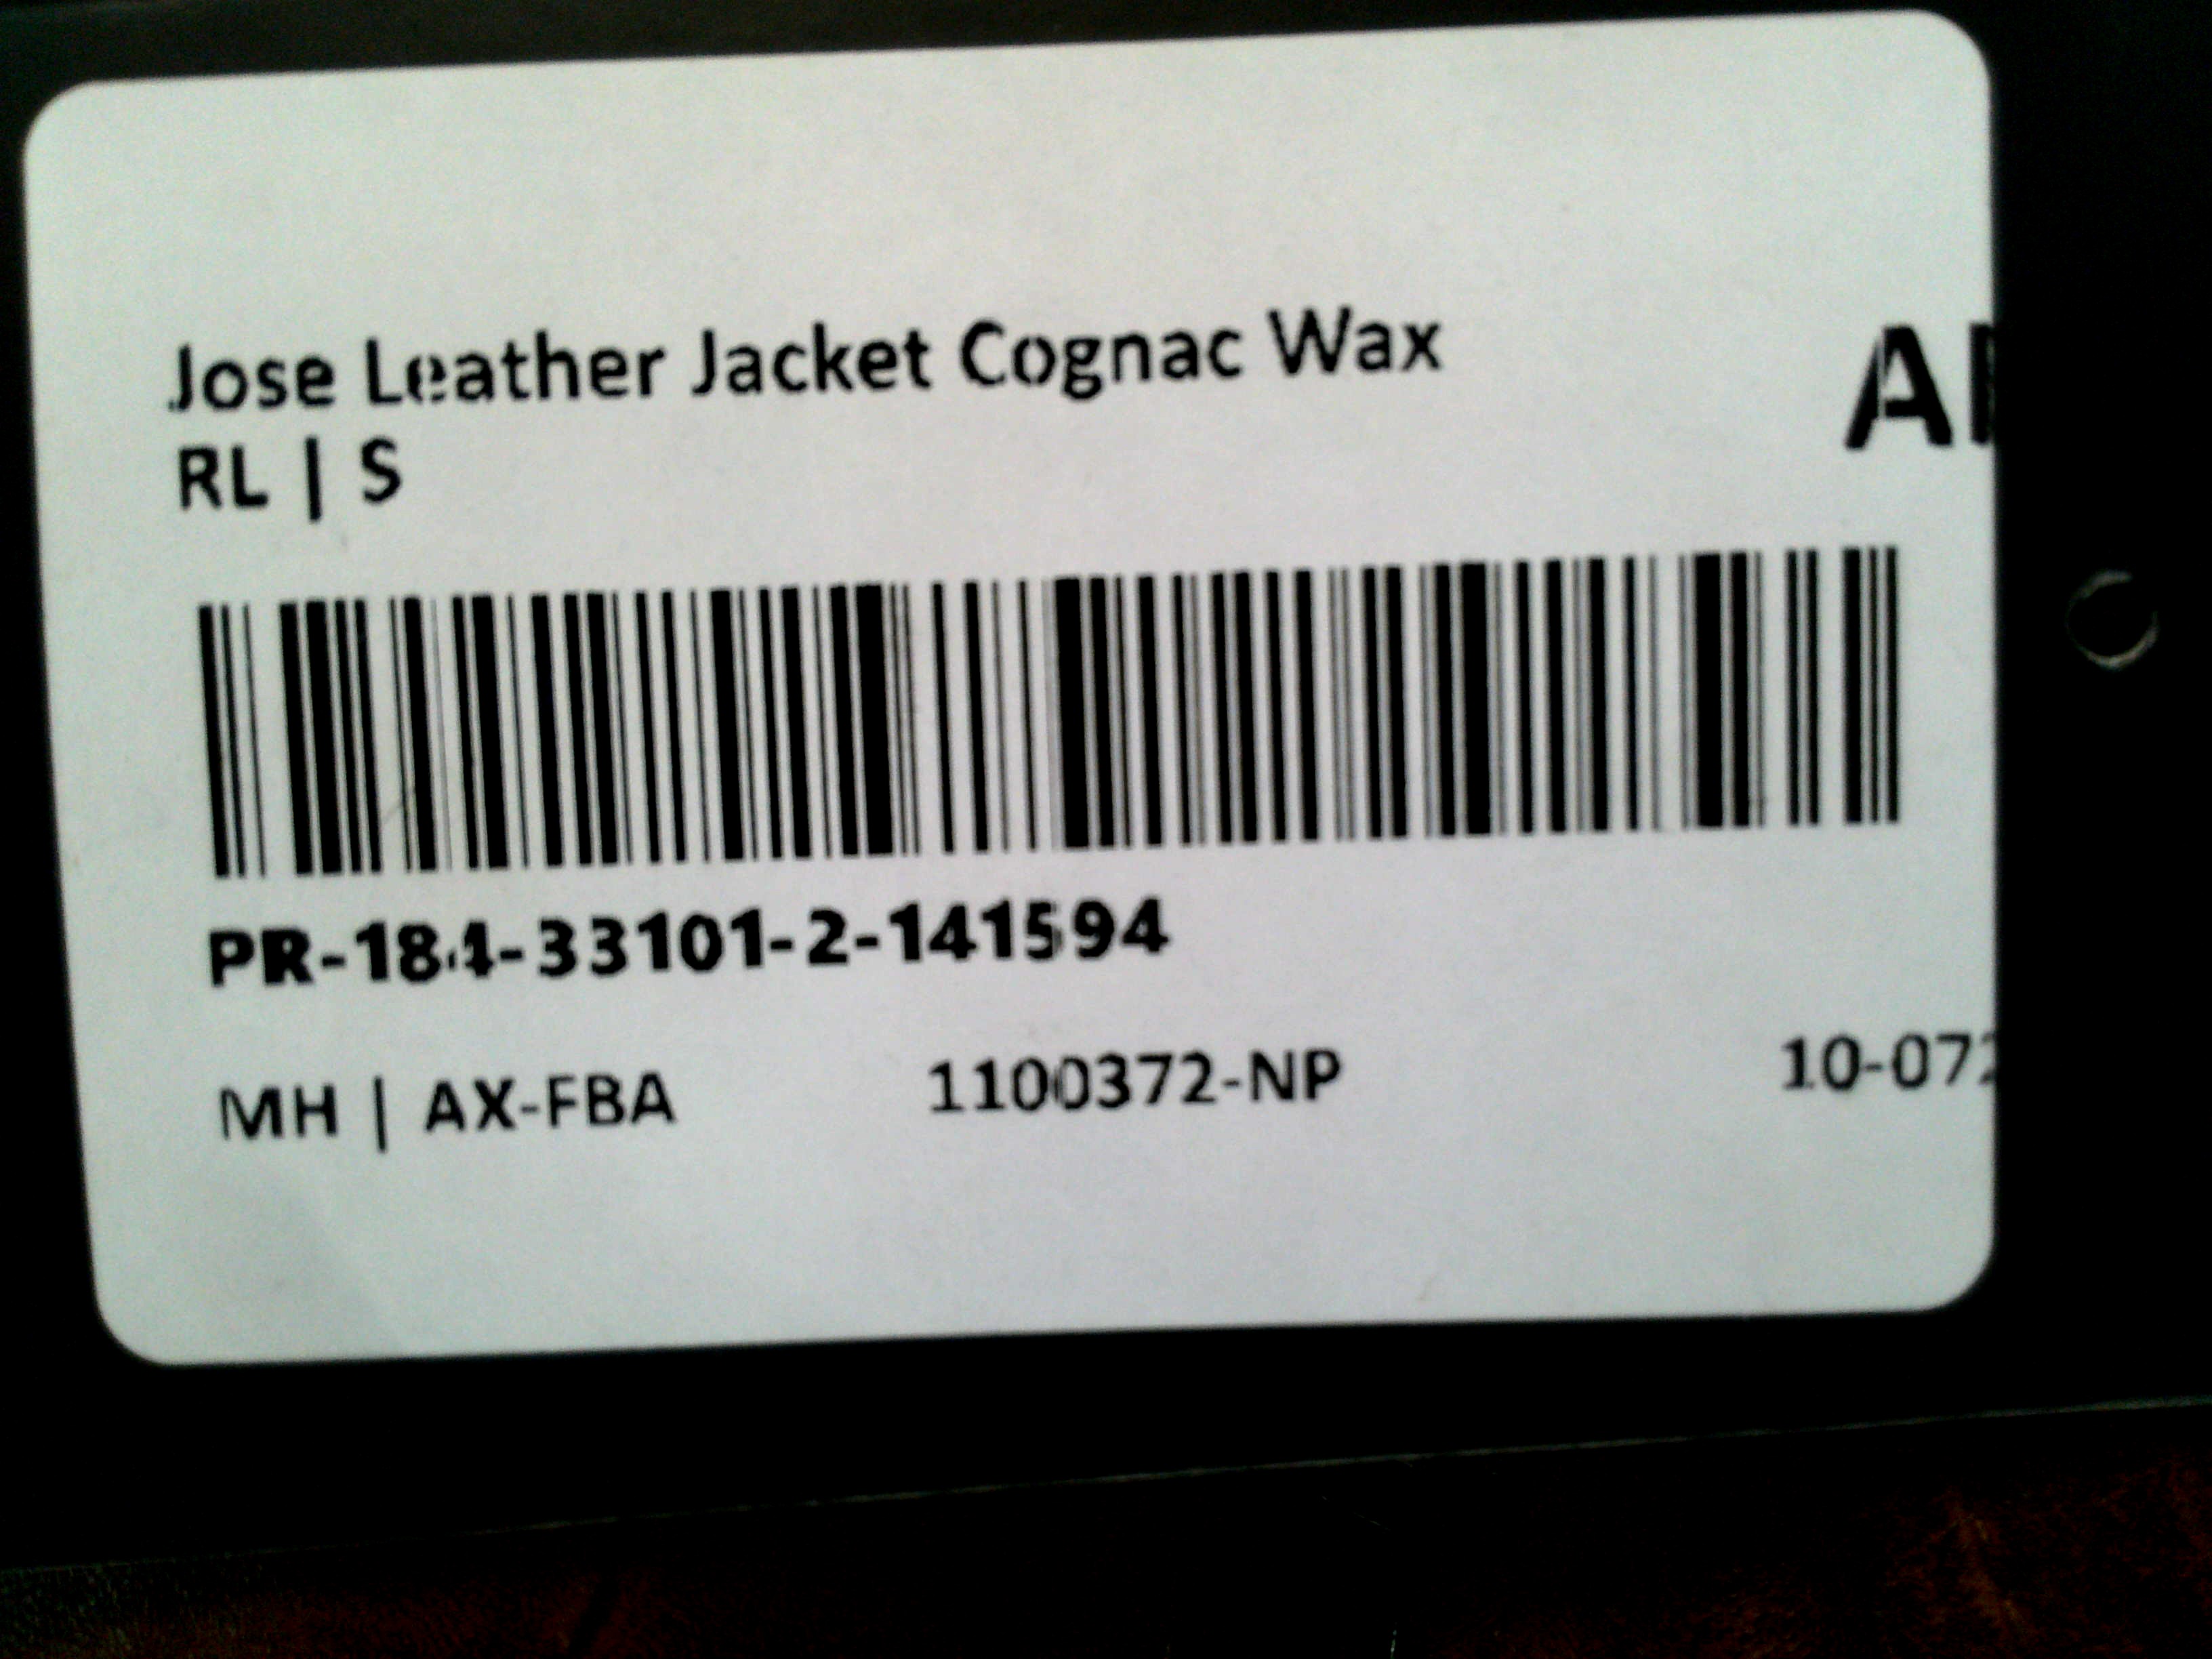 Jose Leather Jacket Cognac Wax
RL | S
PR-184-33101-2-141594
MH | AX-FBA 1100372-NP